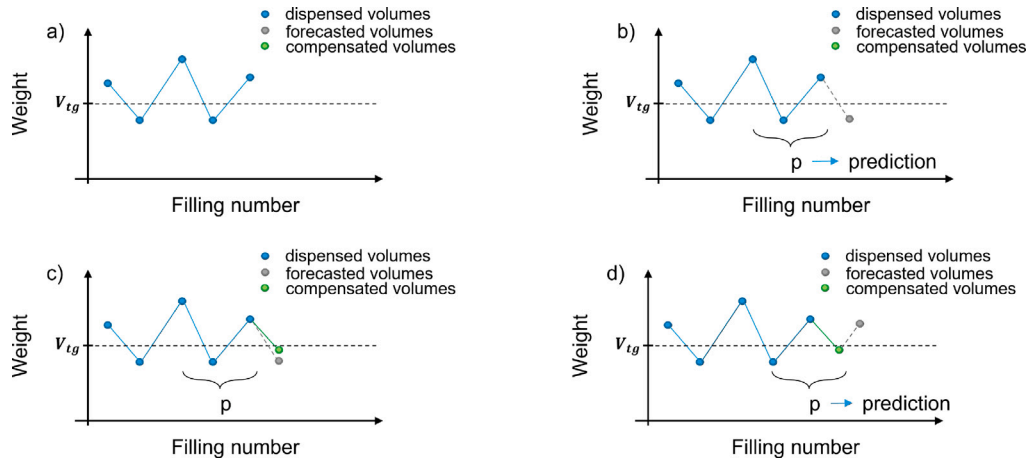 a)
dispensed volumes
forecasted volumes
compensated volumes
Weight
V_tg
Filling number
b)
dispensed volumes
forecasted volumes
compensated volumes
Weight
V_tg
p → prediction
Filling number
c)
dispensed volumes
forecasted volumes
compensated volumes
Weight
V_tg
p
Filling number
d)
dispensed volumes
forecasted volumes
compensated volumes
Weight
V_tg
p → prediction
Filling number